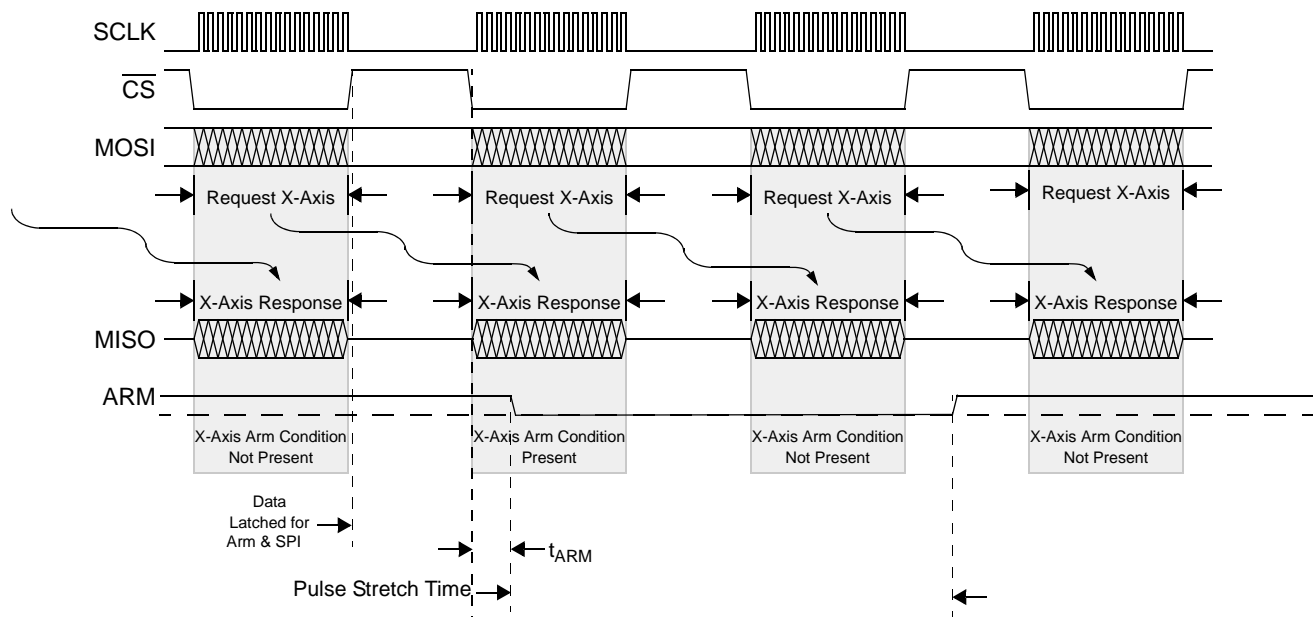 SCLK
CS
MOSI
Request X-Axis
Request X-Axis
Request X-Axis
Request X-Axis
X-Axis Response
X-Axis Response
X-Axis Response
X-Axis Response
MISO
ARM
X-Axis Arm Condition
Not Present
X-Axis Arm Condition
Present
X-Axis Arm Condition
Not Present
X-Axis Arm Condition
Not Present
Data
Latched for
Arm & SPI
tARM
Pulse Stretch Time